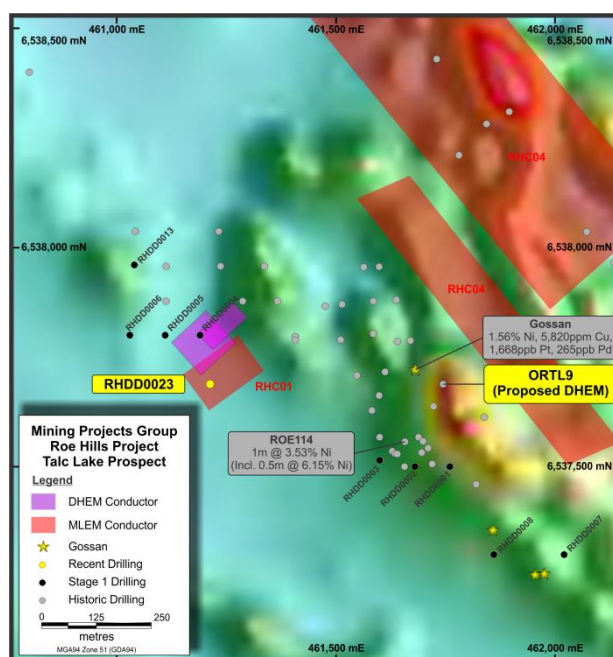 461,000 mE
461,500 mE
462,000 mE
6,538,500 mN
6,538,500 mN
RHC04
6,538,000 mN
6,538,000 mN
RHDD0013
RHDD0006
RHDD0005
RHDD0004
RHC04
Gossan
1.56% Ni, 5,820ppm Cu,
1,668ppb Pt, 265ppb Pd
RHDD0023
RHC01
ORTL9
(Proposed DHEM)
ROE114
1m @ 3.53% Ni
(Incl. 0.5m @ 6.15% Ni)
6,537,500 mN
RHDD0003
RHDD0002
RHDD0001
RHDD0008
RHDD0007
Mining Projects Group
Roe Hills Project
Talc Lake Prospect
Legend
DHEM Conductor
MLEM Conductor
Gossan
Recent Drilling
Stage 1 Drilling
Historic Drilling
0 125 250
metres
MGA94 Zone 51 (GDA94)
461,500 mE
462,000 mE